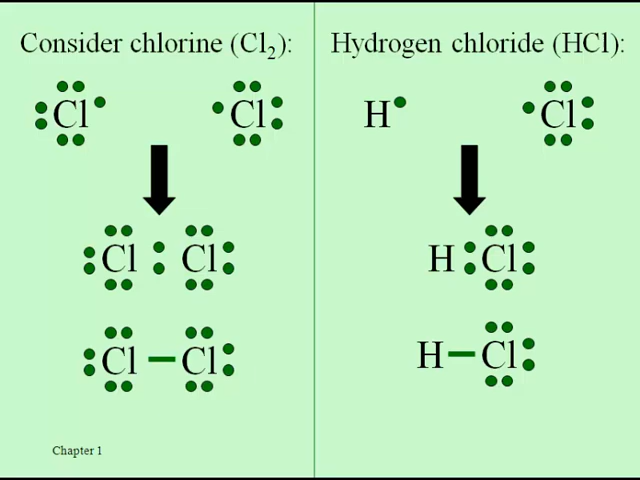 Consider chlorine (Cl₂):
Cl Cl
Cl Cl
Cl Cl
Hydrogen chloride (HCl):
H Cl
H Cl
H Cl
Chapter 1